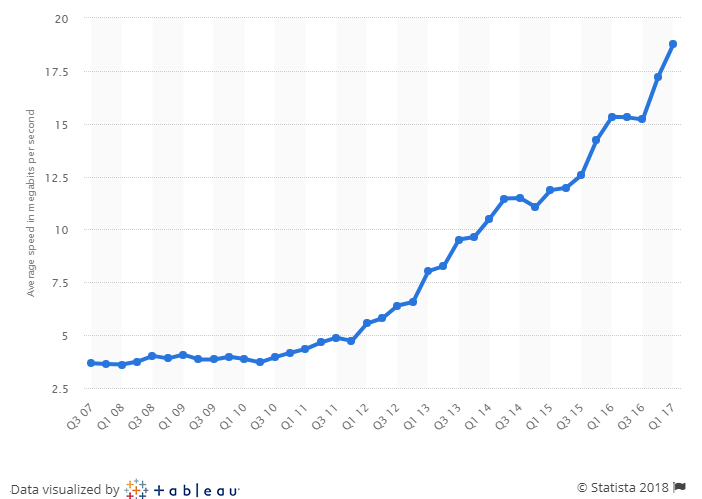 20
17.5
15
12.5
10
7.5
5
2.5
Average speed in megabits per second
Q3 07
Q1 08
Q3 08
Q1 09
Q3 09
Q1 10
Q3 10
Q1 11
Q3 11
Q1 12
Q3 12
Q1 13
Q3 13
Q1 14
Q3 14
Q1 15
Q3 15
Q1 16
Q3 16
Q1 17
Data visualized by +ableau
© Statista 2018